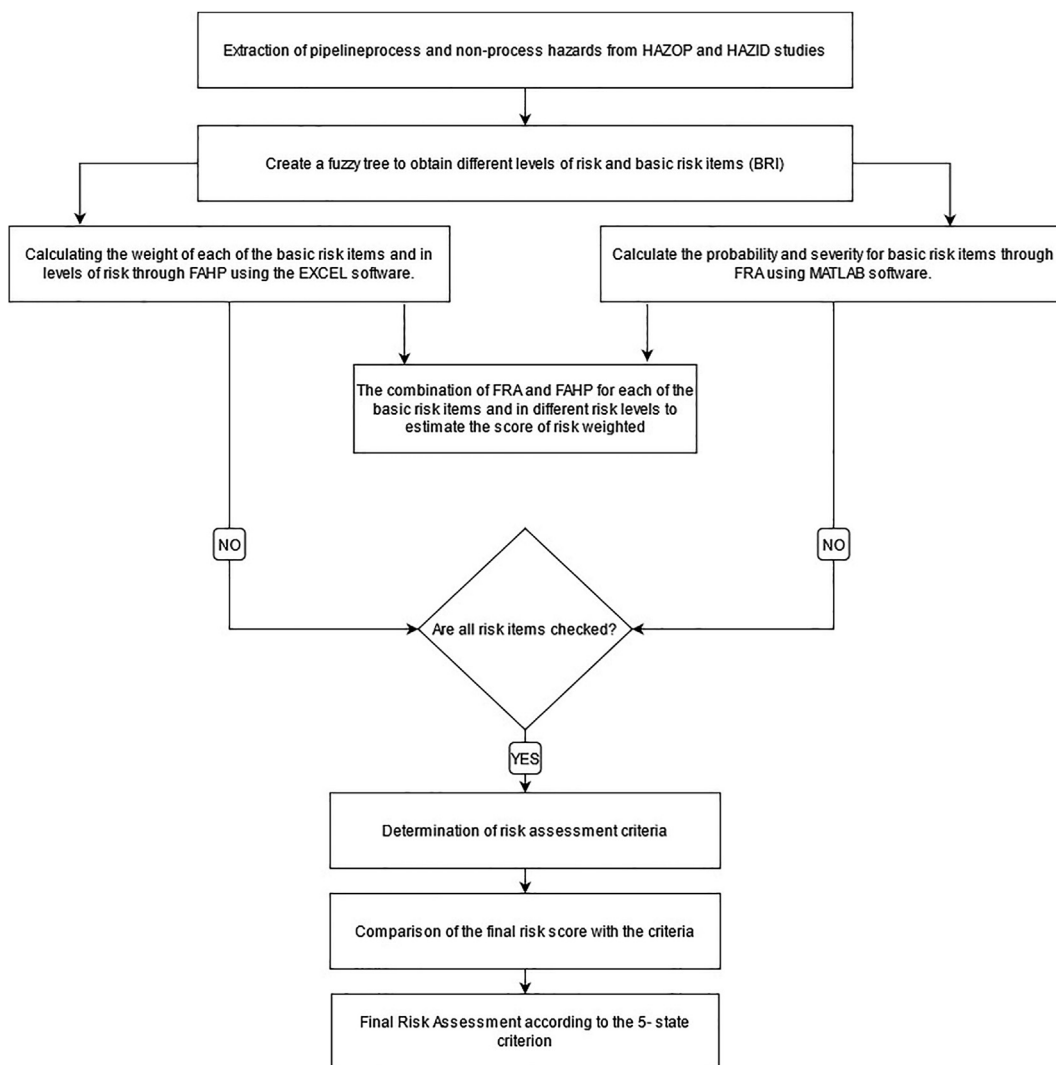 Extraction of pipelineprocess and non-process hazards from HAZOP and HAZID studies
Create a fuzzy tree to obtain different levels of risk and basic risk items (BRI)
Calculating the weight of each of the basic risk items and in
levels of risk through FAHP using the EXCEL software.
Calculate the probability and severity for basic risk items through
FRA using MATLAB software.
The combination of FRA and FAHP for each of the
basic risk items and in different risk levels to
estimate the score of risk weighted
NO
NO
Are all risk items checked?
YES
Determination of risk assessment criteria
Comparison of the final risk score with the criteria
Final Risk Assessment according to the 5- state
criterion